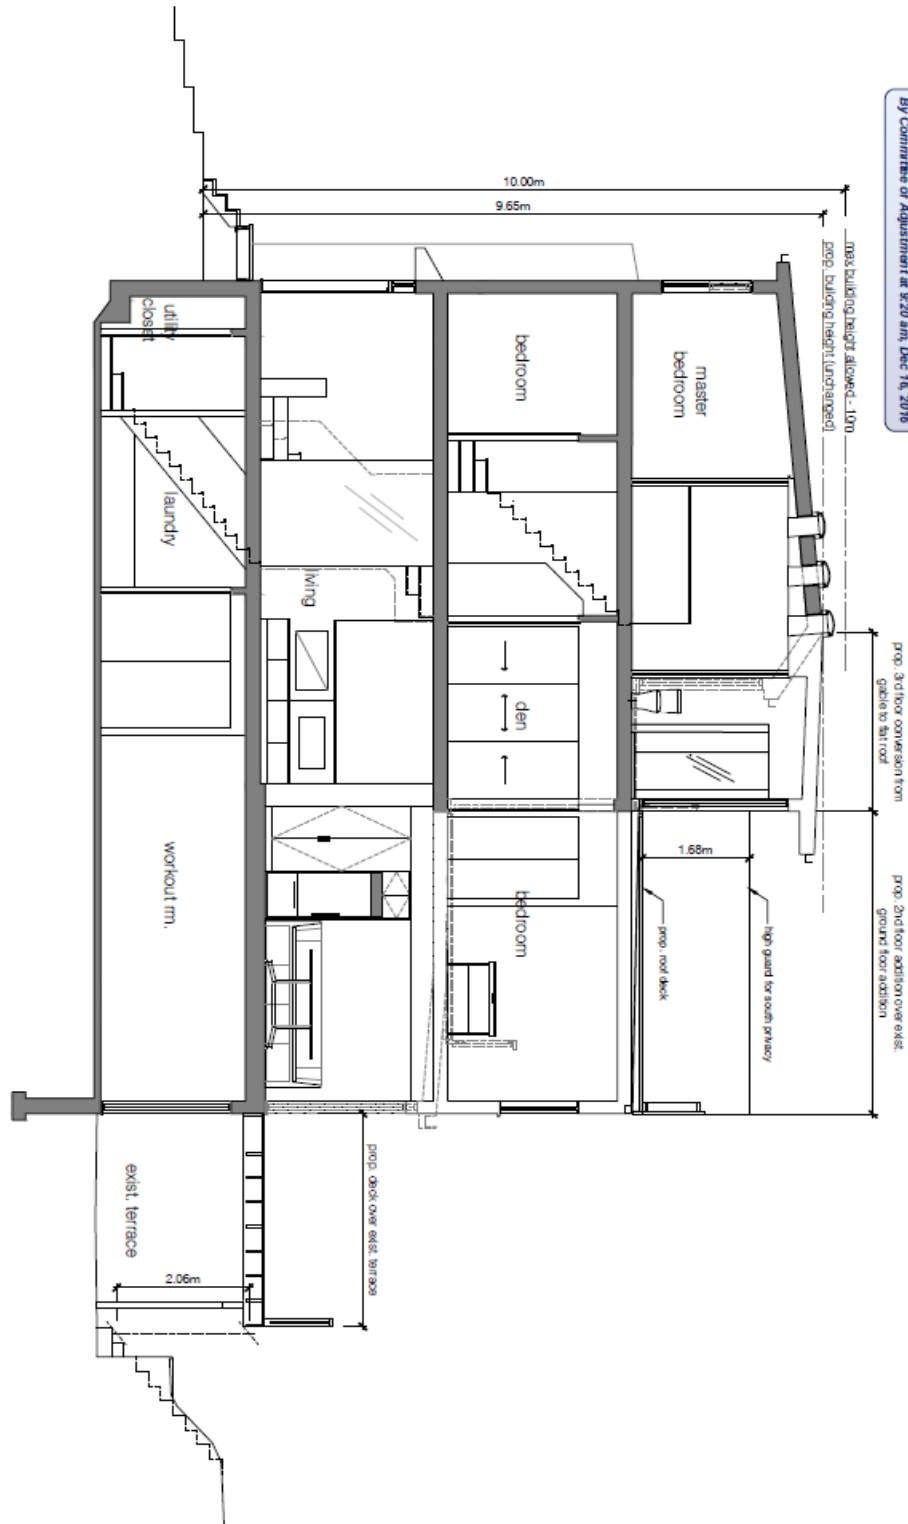 By Committee of Adjustment at 9:20 am, Dec 16, 2016
10.00m
9.65m
max building height allowed - 10m
prop. building height (unchanged)
prop. 3rd floor conversion from
gable to flat roof
prop. 2nd floor addition over exist.
ground floor addition
master
bedroom
1.68m
high guard for south privacy
prop. roof deck
bedroom
den
bedroom
living
prop. deck over exist. terrace
utility
closet
laundry
workout rm.
exist. terrace
2.06m